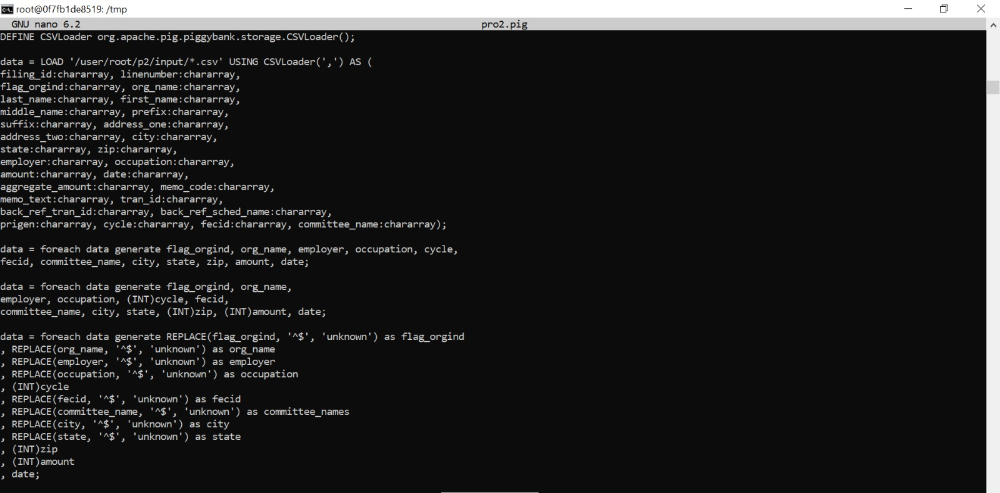 root@0f7fb1de8519: /tmp
GNU nano 6.2 pro2.pig
DEFINE CSVLoader org.apache.pig.piggybank.storage.CSVLoader();
data = LOAD '/user/root/p2/input/*.csv' USING CSVLoader(',') AS (
filing_id:chararray, linenumber:chararray,
flag_orgind:chararray, org_name:chararray,
last_name:chararray, first_name:chararray,
middle_name:chararray, prefix:chararray,
suffix:chararray, address_one:chararray,
address_two:chararray, city:chararray,
state:chararray, zip:chararray,
employer:chararray, occupation:chararray,
amount:chararray, date:chararray,
aggregate_amount:chararray, memo_code:chararray,
memo_text:chararray, tran_id:chararray,
back_ref_tran_id:chararray, back_ref_sched_name:chararray,
prigen:chararray, cycle:chararray, fecid:chararray, committee_name:chararray);
data = foreach data generate flag_orgind, org_name, employer, occupation, cycle,
fecid, committee_name, city, state, zip, amount, date;
data = foreach data generate flag_orgind, org_name,
employer, occupation, (INT)cycle, fecid,
committee_name, city, state, (INT)zip, (INT)amount, date;
data = foreach data generate REPLACE(flag_orgind, '^$', 'unknown') as flag_orgind
, REPLACE(org_name, '^$', 'unknown') as org_name
, REPLACE(employer, '^$', 'unknown') as employer
, REPLACE(occupation, '^$', 'unknown') as occupation
, (INT)cycle
, REPLACE(fecid, '^$', 'unknown') as fecid
, REPLACE(committee_name, '^$', 'unknown') as committee_names
, REPLACE(city, '^$', 'unknown') as city
, REPLACE(state, '^$', 'unknown') as state
, (INT)zip
, (INT)amount
, date;